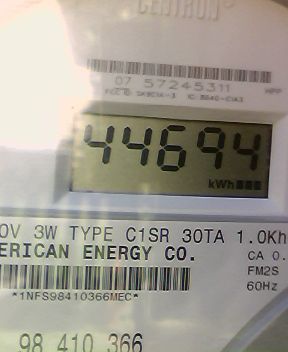 CENTRON®
07 57245311
44694
kWh
0V 3W TYPE C1SR 30TA 1.0Kh
ERICAN ENERGY CO.
CA 0.
FM2S
60Hz
*1NFS98410366MEC*
98 410 366